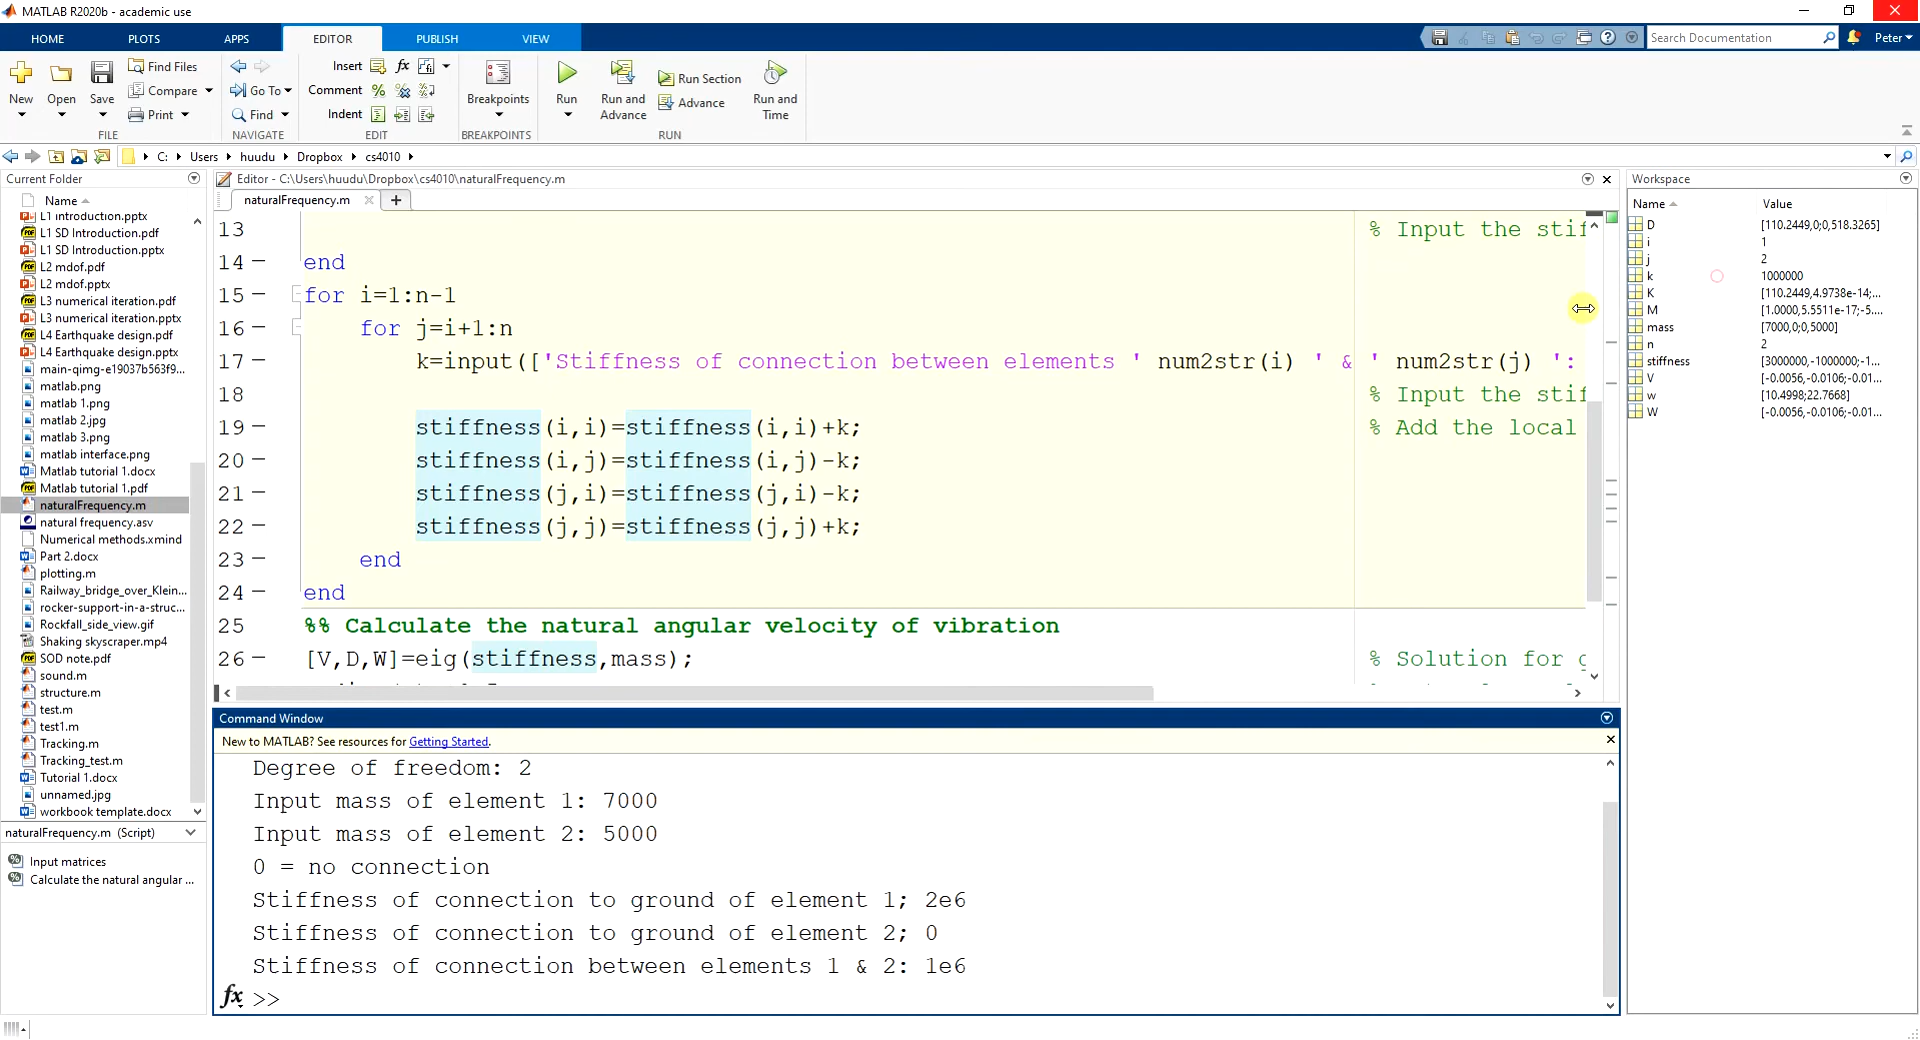 MATLAB R2020b - academic use
HOME PLOTS APPS EDITOR PUBLISH VIEW
Search Documentation Peter
New Open Save Find Files Compare Print
Go To Find
Insert fx
Comment
Indent
Breakpoints Run Run and Advance Run Section Advance Run and Time
FILE NAVIGATE EDIT BREAKPOINTS RUN
C: Users huudu Dropbox cs4010
Current Folder
Name
L1 introduction.pptx
L1 SD Introduction.pdf
L1 SD Introduction.pptx
L2 mdof.pdf
L2 mdof.pptx
L3 numerical iteration.pdf
L3 numerical iteration.pptx
L4 Earthquake design.pdf
L4 Earthquake design.pptx
main-qimg-e19037b563f9...
matlab.png
matlab 1.png
matlab 2.jpg
matlab 3.png
matlab interface.png
Matlab tutorial 1.docx
Matlab tutorial 1.pdf
naturalFrequency.m
natural frequency.asv
Numerical methods.xmind
Part 2.docx
plotting.m
Railway_bridge_over_Klein...
rocker-support-in-a-struc...
Rockfall_side_view.gif
Shaking skyscraper.mp4
SOD note.pdf
sound.m
structure.m
test.m
test1.m
Tracking.m
Tracking_test.m
Tutorial 1.docx
unnamed.jpg
workbook template.docx
naturalFrequency.m (Script)
Input matrices
Calculate the natural angular ...
Editor - C:\Users\huudu\Dropbox\cs4010\naturalFrequency.m
naturalFrequency.m
13 % Input the stif
14 end
15 for i=1:n-1
16 for j=i+1:n
17 k=input(['Stiffness of connection between elements ' num2str(i) ' & ' num2str(j) ':
18 % Input the stif
19 stiffness(i,i)=stiffness(i,i)+k; % Add the local
20 stiffness(i,j)=stiffness(i,j)-k;
21 stiffness(j,i)=stiffness(j,i)-k;
22 stiffness(j,j)=stiffness(j,j)+k;
23 end
24 end
25 %% Calculate the natural angular velocity of vibration
26 [V,D,W]=eig(stiffness,mass); % Solution for
Command Window
New to MATLAB? See resources for Getting Started.
Degree of freedom: 2
Input mass of element 1: 7000
Input mass of element 2: 5000
0 = no connection
Stiffness of connection to ground of element 1; 2e6
Stiffness of connection to ground of element 2; 0
Stiffness of connection between elements 1 & 2: 1e6
fx >>
Workspace
Name Value
D [110.2449,0;0,518.3265]
i 1
j 2
k 1000000
K [110.2449,4.9738e-14;...
M [1.0000,5.5511e-17;-5....
mass [7000,0;0,5000]
n 2
stiffness [3000000,-1000000;-1...
V [-0.0056,-0.0106;-0.01...
w [10.4998;22.7668]
W [-0.0056,-0.0106;-0.01...